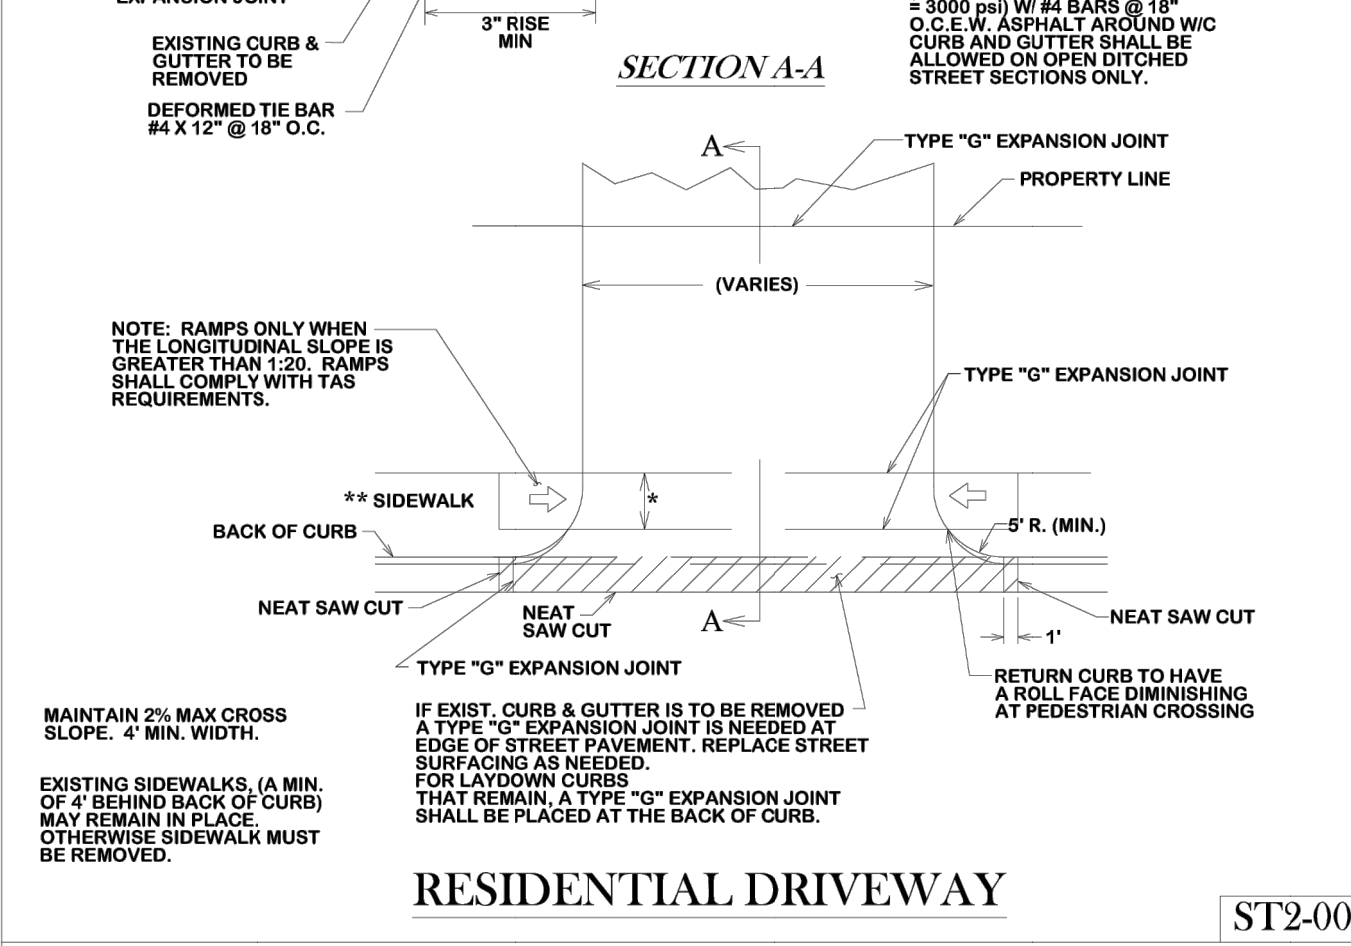 EXPANSION JOINT
EXISTING CURB &
GUTTER TO BE
REMOVED
DEFORMED TIE BAR
#4 X 12" @ 18" O.C.
3" RISE
MIN
SECTION A-A
= 3000 psi) W/ #4 BARS @ 18"
O.C.E.W. ASPHALT AROUND W/C
CURB AND GUTTER SHALL BE
ALLOWED ON OPEN DITCHED
STREET SECTIONS ONLY.
A
TYPE "G" EXPANSION JOINT
PROPERTY LINE
(VARIES)
NOTE: RAMPS ONLY WHEN
THE LONGITUDINAL SLOPE IS
GREATER THAN 1:20. RAMPS
SHALL COMPLY WITH TAS
REQUIREMENTS.
TYPE "G" EXPANSION JOINT
** SIDEWALK
*
BACK OF CURB
5' R. (MIN.)
NEAT SAW CUT
NEAT
SAW CUT
A
NEAT SAW CUT
1'
TYPE "G" EXPANSION JOINT
RETURN CURB TO HAVE
A ROLL FACE DIMINISHING
AT PEDESTRIAN CROSSING
MAINTAIN 2% MAX CROSS
SLOPE. 4' MIN. WIDTH.
IF EXIST. CURB & GUTTER IS TO BE REMOVED
A TYPE "G" EXPANSION JOINT IS NEEDED AT
EDGE OF STREET PAVEMENT. REPLACE STREET
SURFACING AS NEEDED.
FOR LAYDOWN CURBS
THAT REMAIN, A TYPE "G" EXPANSION JOINT
SHALL BE PLACED AT THE BACK OF CURB.
EXISTING SIDEWALKS, (A MIN.
OF 4' BEHIND BACK OF CURB)
MAY REMAIN IN PLACE.
OTHERWISE SIDEWALK MUST
BE REMOVED.
RESIDENTIAL DRIVEWAY
ST2-00